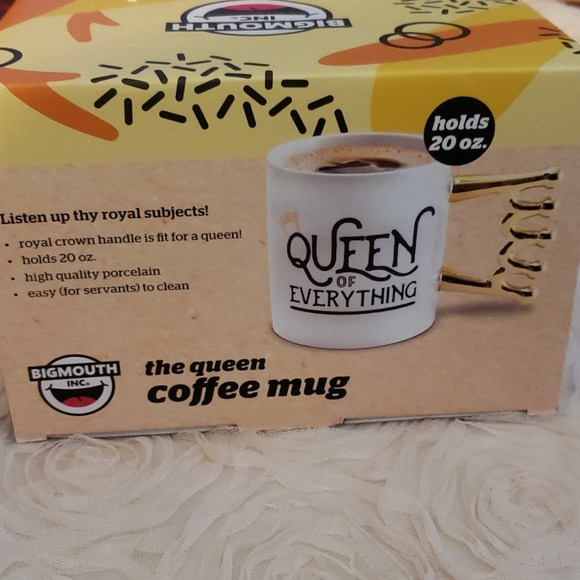 BIGMOUTH
INC.
holds
20 oz.
Listen up thy royal subjects!
• royal crown handle is fit for a queen!
• holds 20 oz.
• high quality porcelain
• easy (for servants) to clean
QUEEN
OF
EVERYTHING
BIGMOUTH
INC.®
the queen
coffee mug